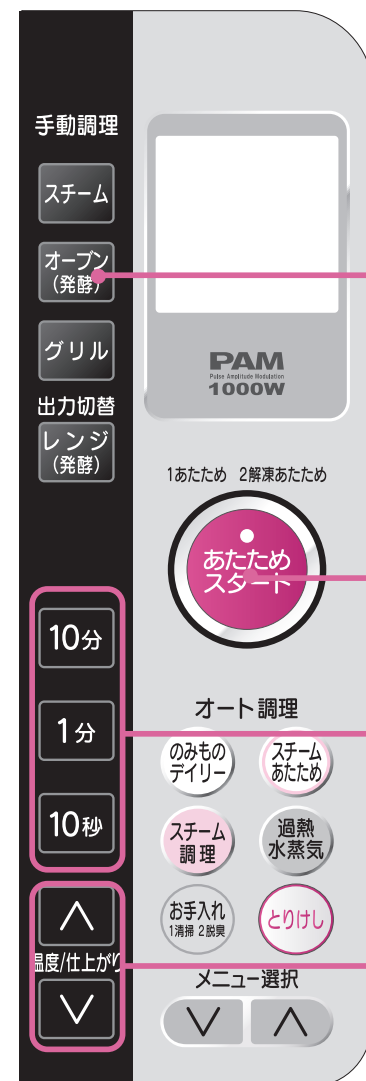 手動調理
スチーム
オーブン
(発酵)
グリル
出力切替
レンジ
(発酵)
10分
1分
10秒
∧
温度/仕上がり
∨
PAM
Pulse Amplitude Modulation
1000W
1あたため 2解凍あたため
あたため
スタート
オート調理
のみもの
デイリー
スチーム
あたため
スチーム
調理
過熱
水蒸気
お手入れ
1清掃 2脱臭
とりけし
メニュー選択
∨ ∧